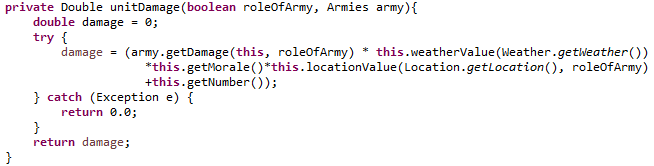 private Double unitDamage(boolean roleOfArmy, Armies army){
    double damage = 0;
    try {
        damage = (army.getDamage(this, roleOfArmy) * this.weatherValue(Weather.getWeather())
                    *this.getMorale()*this.locationValue(Location.getLocation(), roleOfArmy)
                    +this.getNumber());
    } catch (Exception e) {
        return 0.0;
    }
    return damage;
}